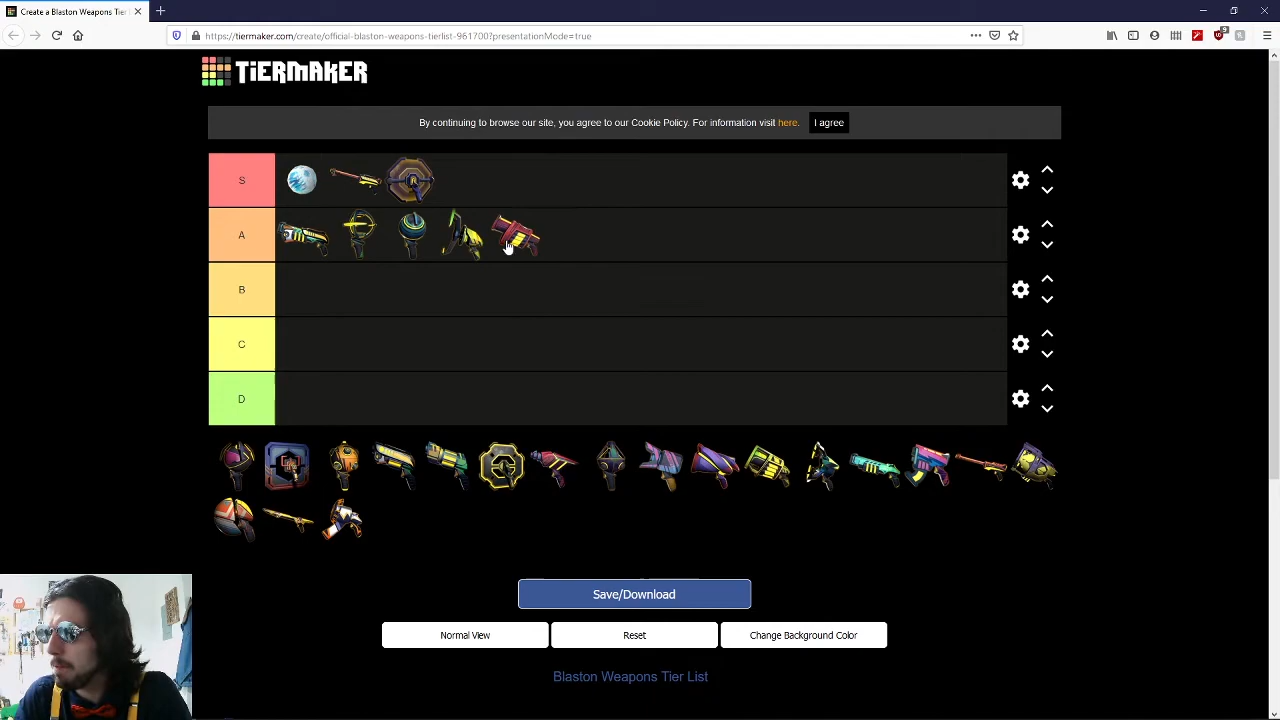 Create a Blaston Weapons Tier
https://tiermaker.com/create/official-blaston-weapons-tierlist-961700?presentationMode=true
9
TiERMAKER
By continuing to browse our site, you agree to our Cookie Policy. For information visit here. I agree
S
A
B
C
D
Save/Download
Normal View Reset Change Background Color
Blaston Weapons Tier List